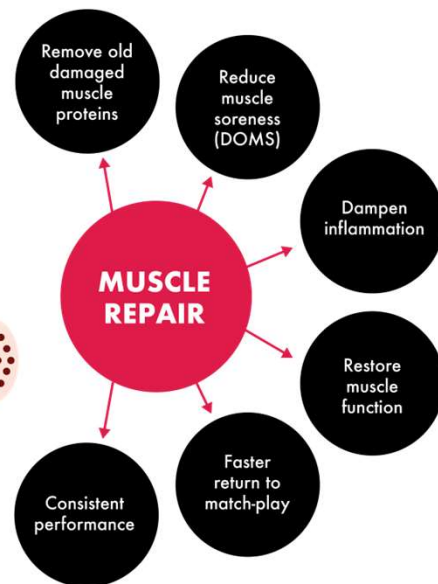 Remove old
damaged
muscle
proteins
Reduce
muscle
soreness
(DOMS)
Dampen
inflammation
MUSCLE
REPAIR
Restore
muscle
function
Faster
return to
match-play
Consistent
performance